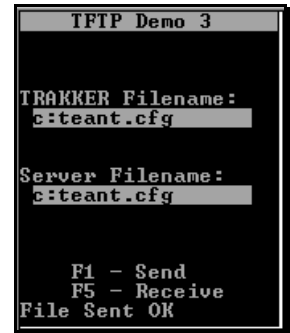 TFTP Demo 3
TRAKKER Filename:
c:teant.cfg
Server Filename:
c:teant.cfg
F1 - Send
F5 - Receive
File Sent OK